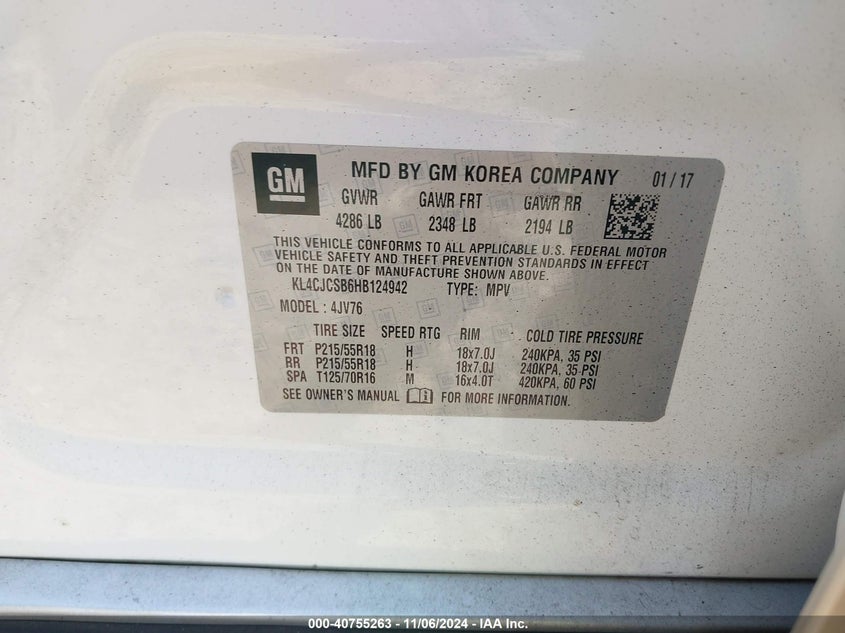 GM
MFD BY GM KOREA COMPANY 01 / 17
GVWR GAWR FRT GAWR RR
4286 LB 2348 LB 2194 LB
THIS VEHICLE CONFORMS TO ALL APPLICABLE U.S. FEDERAL MOTOR
VEHICLE SAFETY AND THEFT PREVENTION STANDARDS IN EFFECT
ON THE DATE OF MANUFACTURE SHOWN ABOVE.
KL4CJCSB6HB124942 TYPE: MPV
MODEL : 4JV76
TIRE SIZE SPEED RTG RIM COLD TIRE PRESSURE
FRT P215/55R18 H 18x7.0J 240KPA, 35 PSI
RR P215/55R18 H 18x7.0J 240KPA, 35 PSI
SPA T125/70R16 M 16x4.0T 420KPA, 60 PSI
SEE OWNER'S MANUAL i FOR MORE INFORMATION.
000-40755263 - 11/06/2024 - IAA Inc.